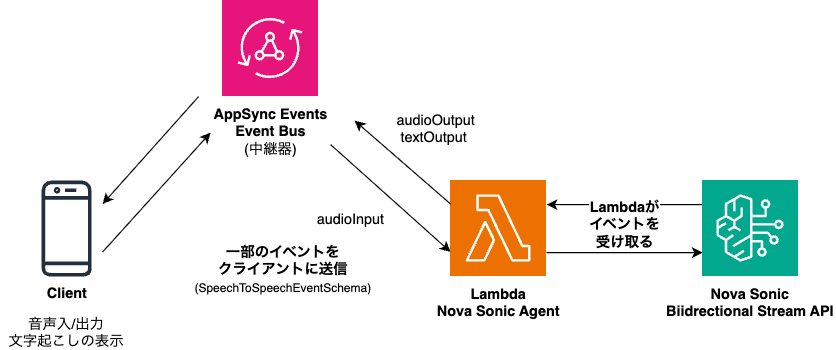 AppSync Events
Event Bus
(中継器)
audioOutput
textOutput
audioInput
Lambdaが
イベントを
受け取る
一部のイベントを
クライアントに送信
(SpeechToSpeechEventSchema)
Client
音声入/出力
文字起こしの表示
Lambda
Nova Sonic Agent
Nova Sonic
Biidrectional Stream API